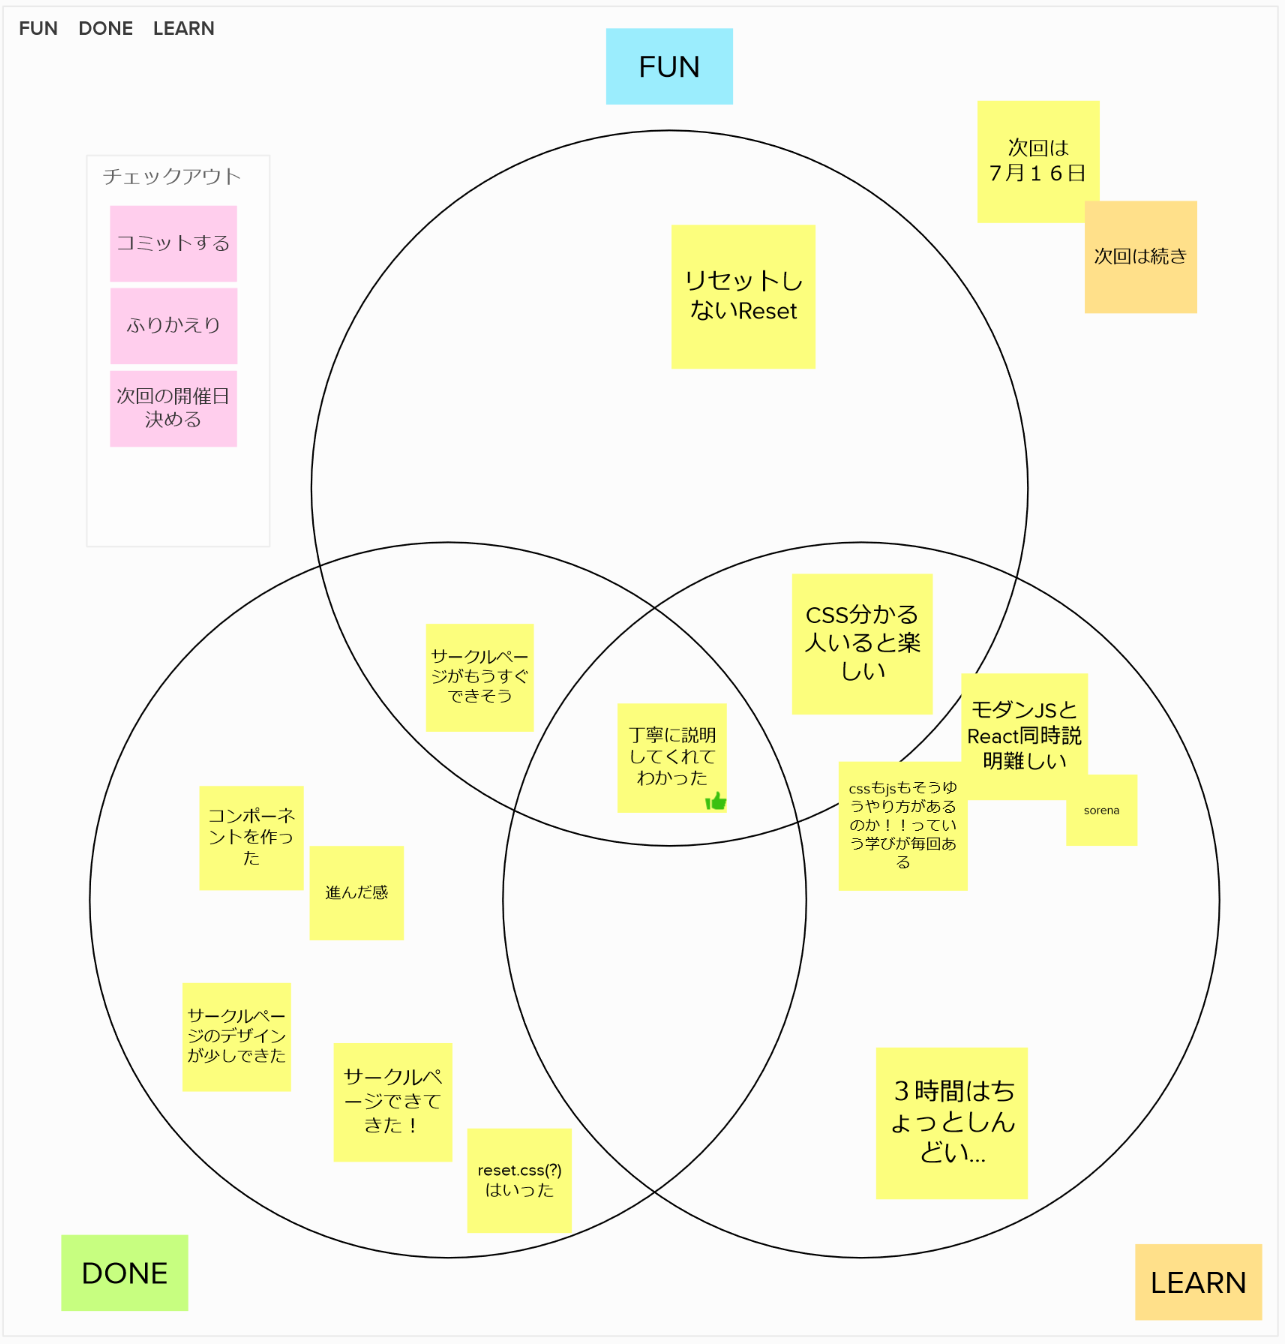 FUN DONE LEARN
FUN
次回は
７月１６日
次回は続き
チェックアウト
コミットする
ふりかえり
次回の開催日
決める
リセットし
ないReset
CSS分かる
人いると楽
しい
サークルペー
ジがもうすぐ
できそう
丁寧に説明
してくれて
わかった
モダンJSと
React同時説
明難しい
cssもjsもそうゆ
うやり方がある
のか！！ってい
う学びが毎回あ
る
sorena
コンポーネ
ントを作っ
た
進んだ感
サークルペー
ジのデザイン
が少しできた
サークルペ
ージできて
きた！
reset.css(?)
はいった
３時間はち
ょっとしん
どい...
DONE
LEARN